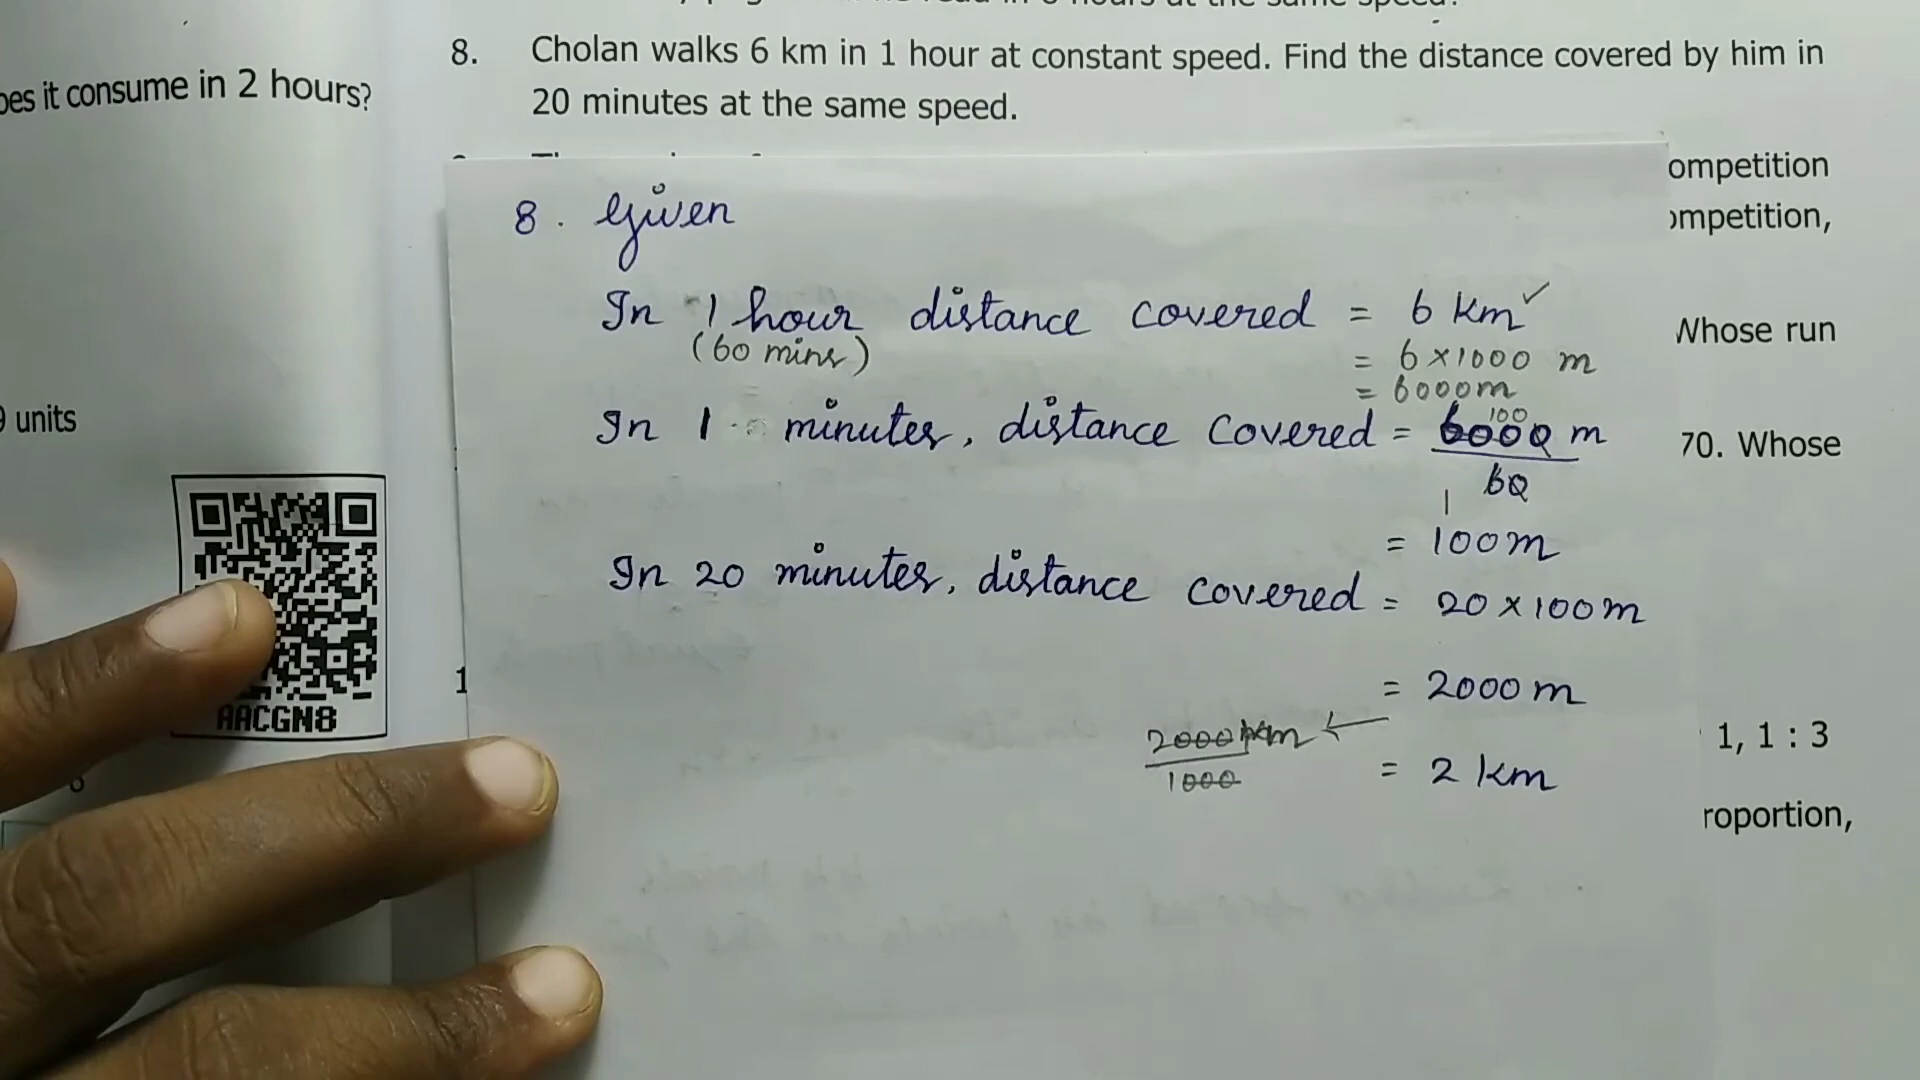 8. Cholan walks 6 km in 1 hour at constant speed. Find the distance covered by him in
20 minutes at the same speed.
it consume in 2 hours?
units
AACGN8
ompetition
ompetition,
Whose run
70. Whose
1
1, 1 : 3
roportion,
8. Given
In 1 hour distance covered = 6 km ✓
(60 mins)
= 6 × 1000 m
= 6000m
In 1 minutes, distance covered = 6000 m
100
60
1
= 100m
In 20 minutes, distance covered = 20 × 100m
= 2000 m
2000 m ←
1000
= 2 km